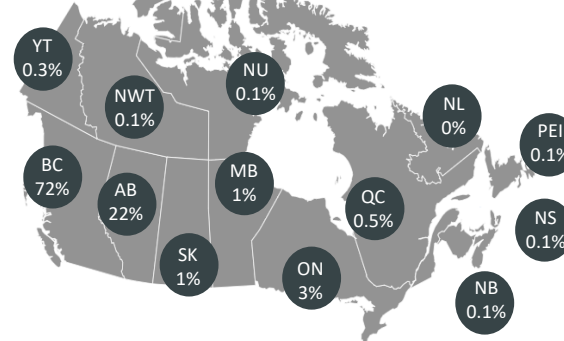 YT
0.3%
NWT
0.1%
NU
0.1%
NL
0%
PEI
0.1%
BC
72%
AB
22%
MB
1%
QC
0.5%
NS
0.1%
SK
1%
ON
3%
NB
0.1%